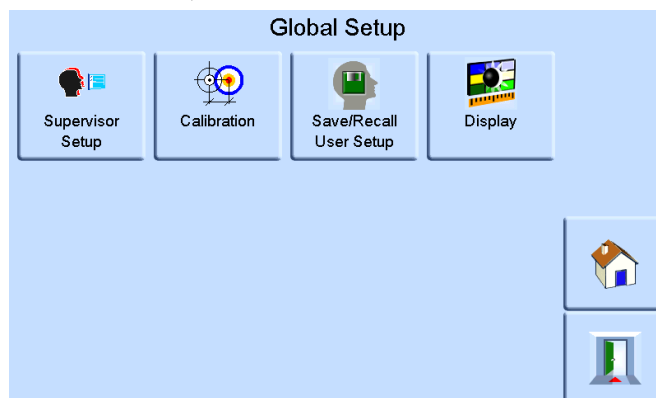 Global Setup
Supervisor
Setup
Calibration
Save/Recall
User Setup
Display